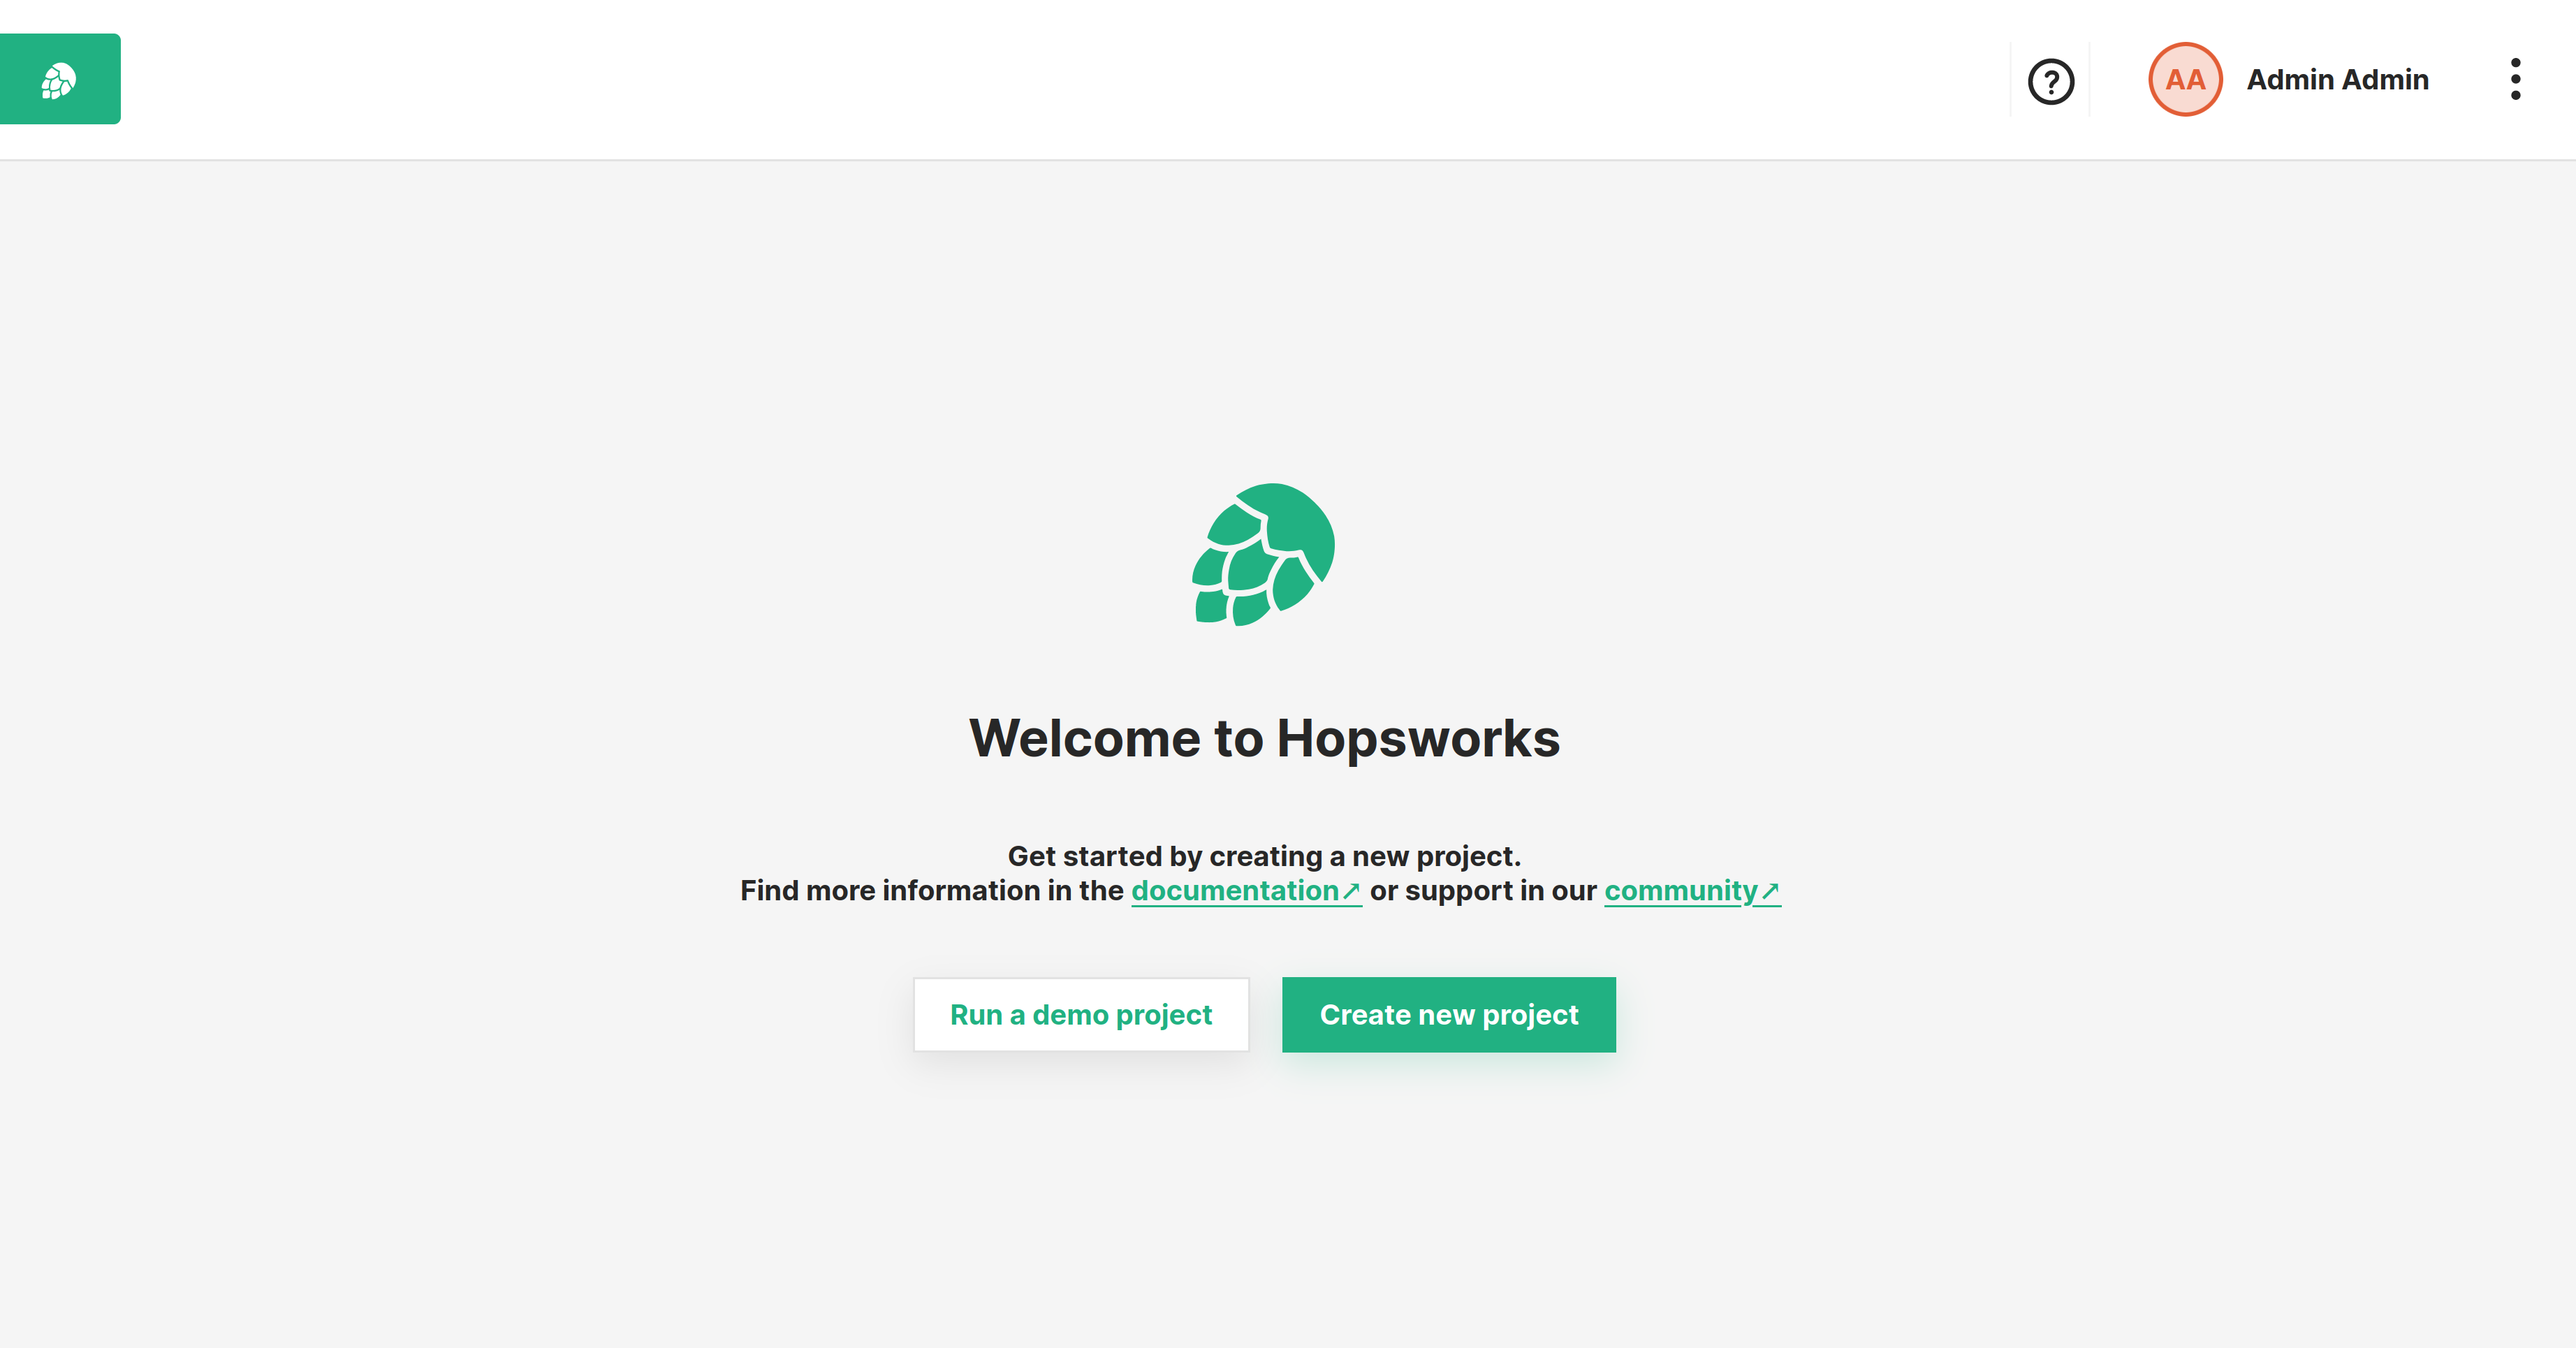 AA Admin Admin
Welcome to Hopsworks
Get started by creating a new project.
Find more information in the documentation↗ or support in our community↗
Run a demo project Create new project